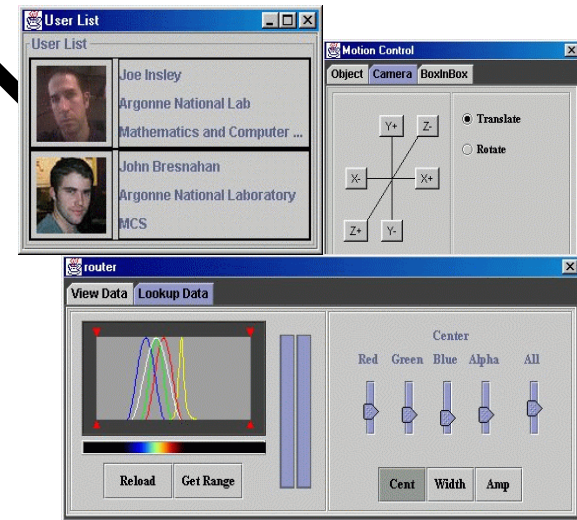 User List
User List
Joe Insley
Argonne National Lab
Mathematics and Computer ...
John Bresnahan
Argonne National Laboratory
MCS
Motion Control
Object Camera BoxInBox
Y+ Z-
X- X+
Z+ Y-
Translate
Rotate
router
View Data Lookup Data
Reload Get Range
Center
Red Green Blue Alpha All
Cent Width Amp